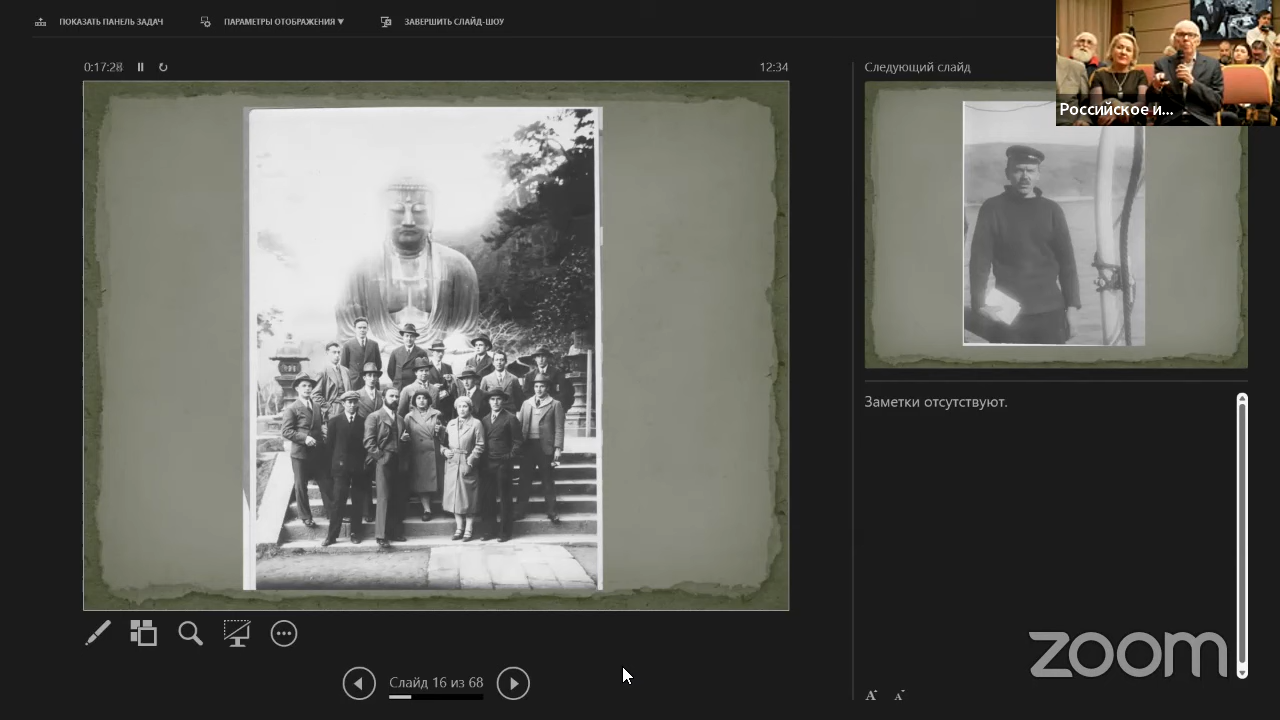 ПОКАЗАТЬ ПАНЕЛЬ ЗАДАЧ
ПАРАМЕТРЫ ОТОБРАЖЕНИЯ ▼
ЗАВЕРШИТЬ СЛАЙД-ШОУ
0:17:28
12:34
Следующий слайд
Российское и...
Заметки отсутствуют.
Слайд 16 из 68
A A
zoom